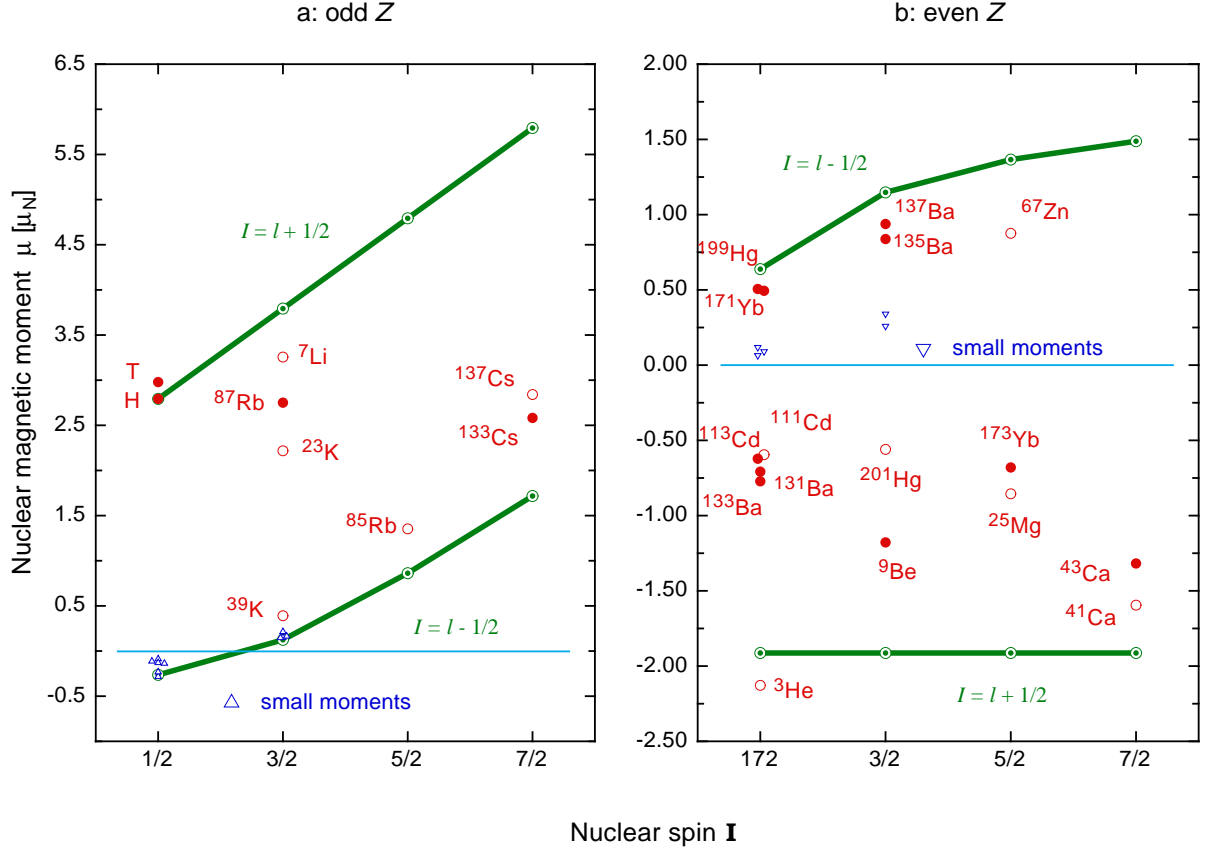 a: odd Z
b: even Z
Nuclear magnetic moment μ [μN]
6.5
5.5
4.5
3.5
2.5
1.5
0.5
-0.5
I = l + 1/2
T
H
7Li
87Rb
23K
137Cs
133Cs
85Rb
39K
I = l - 1/2
small moments
1/2
3/2
5/2
7/2
2.00
1.50
1.00
0.50
0.00
-0.50
-1.00
-1.50
-2.00
-2.50
I = l - 1/2
137Ba
67Zn
135Ba
199Hg
171Yb
small moments
111Cd
113Cd
173Yb
131Ba
201Hg
133Ba
25Mg
9Be
43Ca
41Ca
3He
I = l + 1/2
172
3/2
5/2
7/2
Nuclear spin I